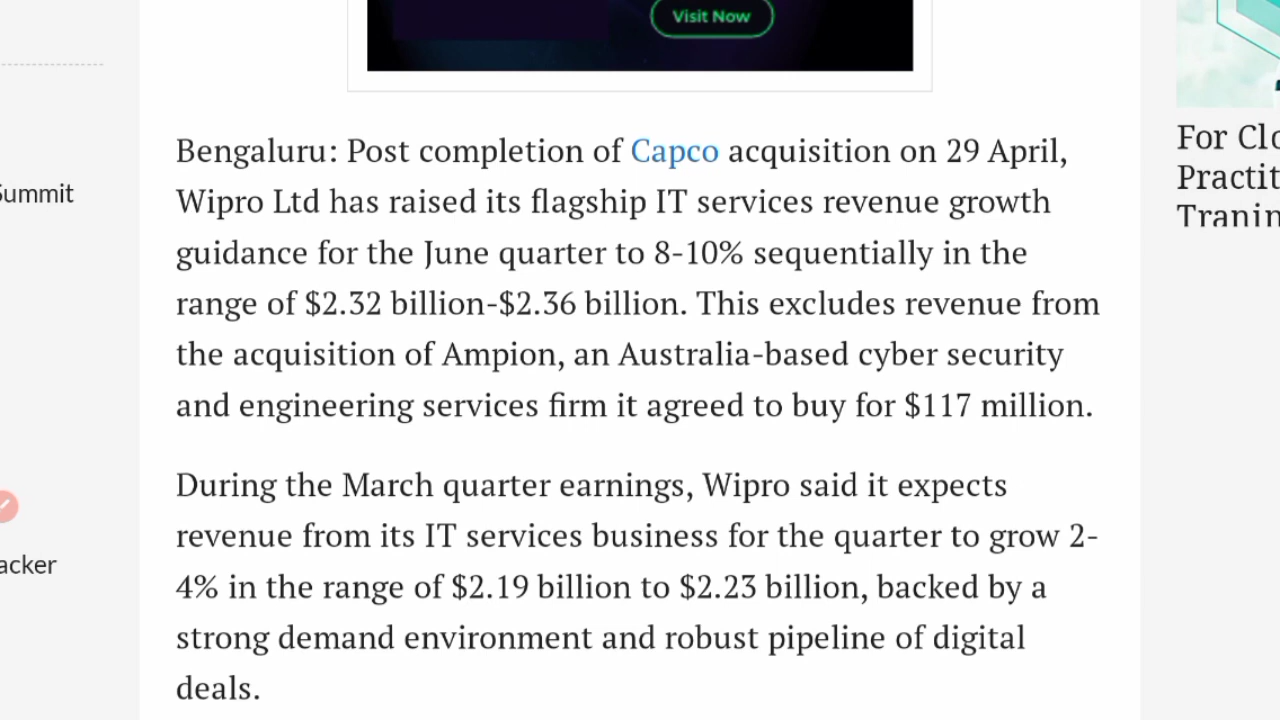 Visit Now
Bengaluru: Post completion of Capco acquisition on 29 April,
Wipro Ltd has raised its flagship IT services revenue growth
guidance for the June quarter to 8-10% sequentially in the
range of $2.32 billion-$2.36 billion. This excludes revenue from
the acquisition of Ampion, an Australia-based cyber security
and engineering services firm it agreed to buy for $117 million.
During the March quarter earnings, Wipro said it expects
revenue from its IT services business for the quarter to grow 2-
4% in the range of $2.19 billion to $2.23 billion, backed by a
strong demand environment and robust pipeline of digital
deals.
Summit
acker
For Clo
Practit
Tranin